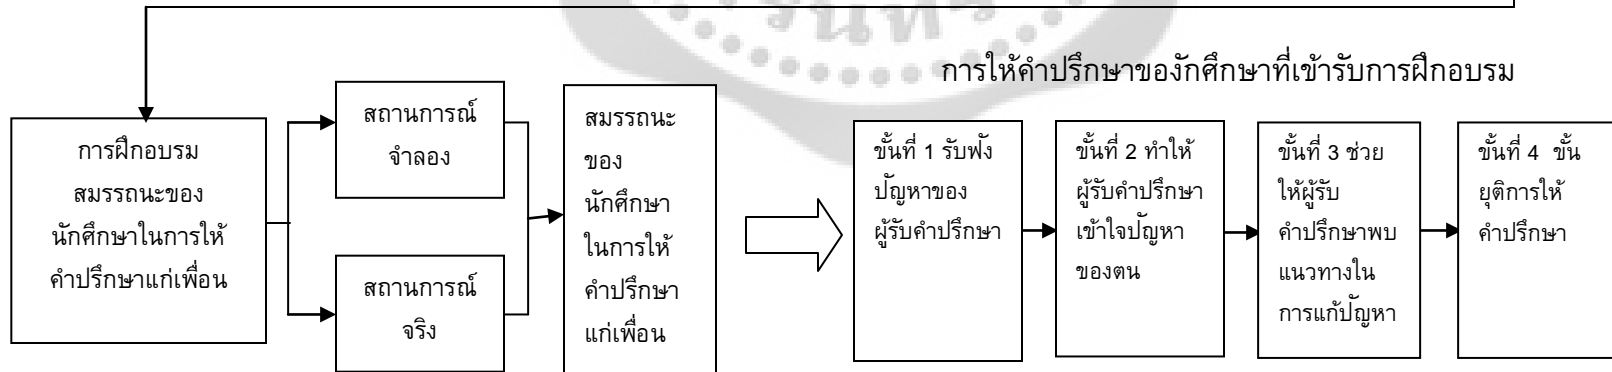 การให้คำปรึกษาของักศึกษาที่เข้ารับการฝึกอบรม
การฝึกอบรม
สมรรถนะของ
นักศึกษาในการให้
คำปรึกษาแก่เพื่อน
สถานการณ์
จำลอง
สถานการณ์
จริง
สมรรถนะ
ของ
นักศึกษา
ในการให้
คำปรึกษา
แก่เพื่อน
ขั้นที่ 1 รับฟัง
ปัญหาของ
ผู้รับคำปรึกษา
ขั้นที่ 2 ทำให้
ผู้รับคำปรึกษา
เข้าใจปัญหา
ของตน
ขั้นที่ 3 ช่วย
ให้ผู้รับ
คำปรึกษาพบ
แนวทางใน
การแก้ปัญหา
ขั้นที่ 4 ขั้น
ยุติการให้
คำปรึกษา